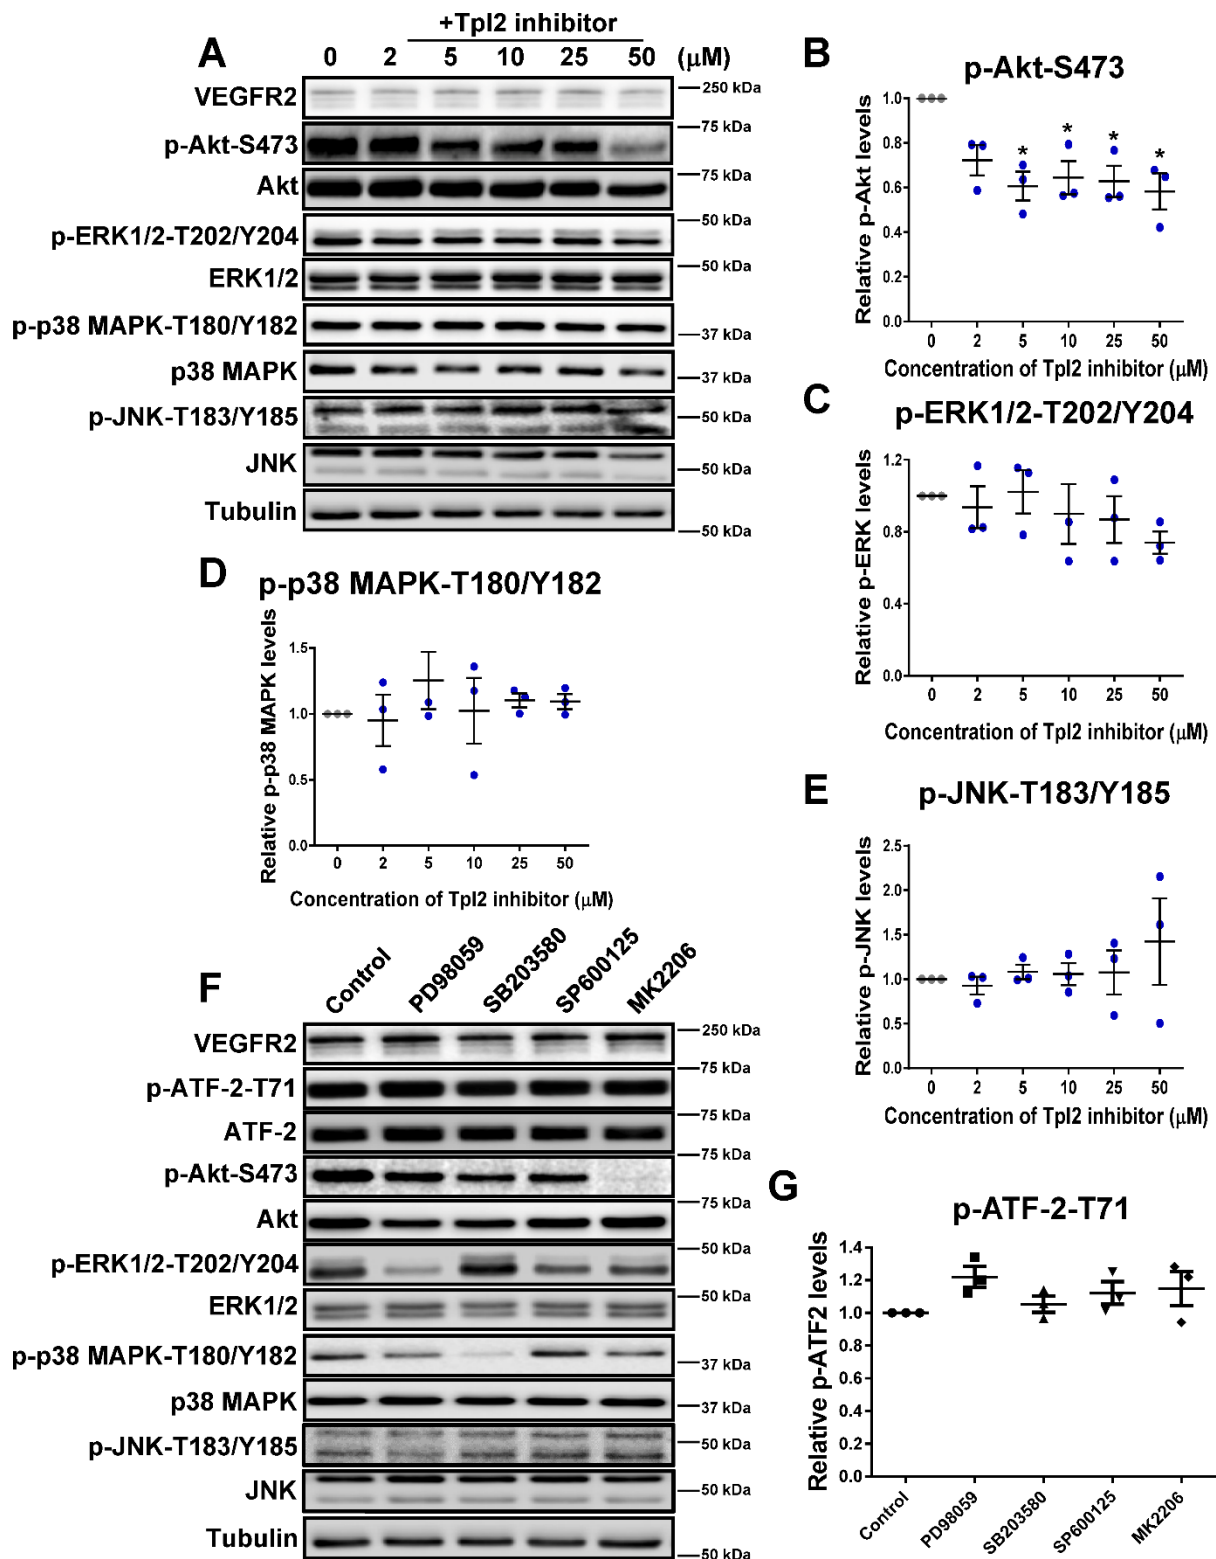 A
+Tpl2 inhibitor
0 2 5 10 25 50 (μM)
VEGFR2
250 kDa
p-Akt-S473
75 kDa
Akt
75 kDa
p-ERK1/2-T202/Y204
50 kDa
ERK1/2
50 kDa
p-p38 MAPK-T180/Y182
37 kDa
p38 MAPK
37 kDa
p-JNK-T183/Y185
50 kDa
JNK
50 kDa
Tubulin
50 kDa
B
p-Akt-S473
Relative p-Akt levels
1.0
0.8
0.6
0.4
0.2
0.0
* * * *
0 2 5 10 25 50
Concentration of Tpl2 inhibitor (μM)
C
p-ERK1/2-T202/Y204
Relative p-ERK levels
1.2
0.8
0.4
0.0
0 2 5 10 25 50
Concentration of Tpl2 inhibitor (μM)
D
p-p38 MAPK-T180/Y182
Relative p-p38 MAPK levels
1.5
1.0
0.5
0.0
0 2 5 10 25 50
Concentration of Tpl2 inhibitor (μM)
E
p-JNK-T183/Y185
Relative p-JNK levels
2.5
2.0
1.5
1.0
0.5
0.0
0 2 5 10 25 50
Concentration of Tpl2 inhibitor (μM)
F
Control PD98059 SB203580 SP600125 MK2206
VEGFR2
250 kDa
p-ATF-2-T71
75 kDa
ATF-2
75 kDa
p-Akt-S473
75 kDa
Akt
75 kDa
p-ERK1/2-T202/Y204
50 kDa
ERK1/2
50 kDa
p-p38 MAPK-T180/Y182
37 kDa
p38 MAPK
37 kDa
p-JNK-T183/Y185
50 kDa
JNK
50 kDa
Tubulin
50 kDa
G
p-ATF-2-T71
Relative p-ATF2 levels
1.4
1.2
1.0
0.8
0.6
0.4
0.2
0.0
Control PD98059 SB203580 SP600125 MK2206